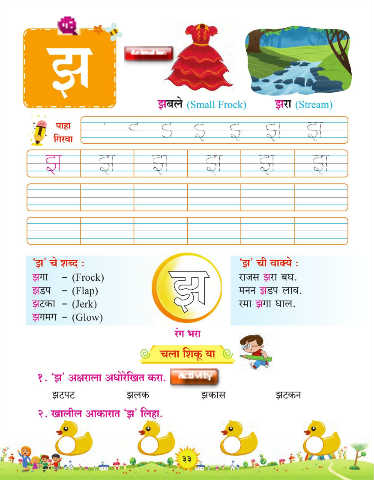 झ
झबले (Small Frock)
झरा (Stream)
पाहा
गिरवा
झ झ
झ झ झ झ झ झ
'झ' चे शब्द :
झगा – (Frock)
झडप – (Flap)
झटका – (Jerk)
झगमग – (Glow)
झ
रंग भरा
'झ' ची वाक्ये :
राजस झरा बघ.
मनन झडप लाव.
रमा झगा घाल.
चला शिकू या
१. 'झ' अक्षराला अधोरेखित करा.
Activity
झटपट झलक झकास झटकन
२. खालील आकारात 'झ' लिहा.
३३